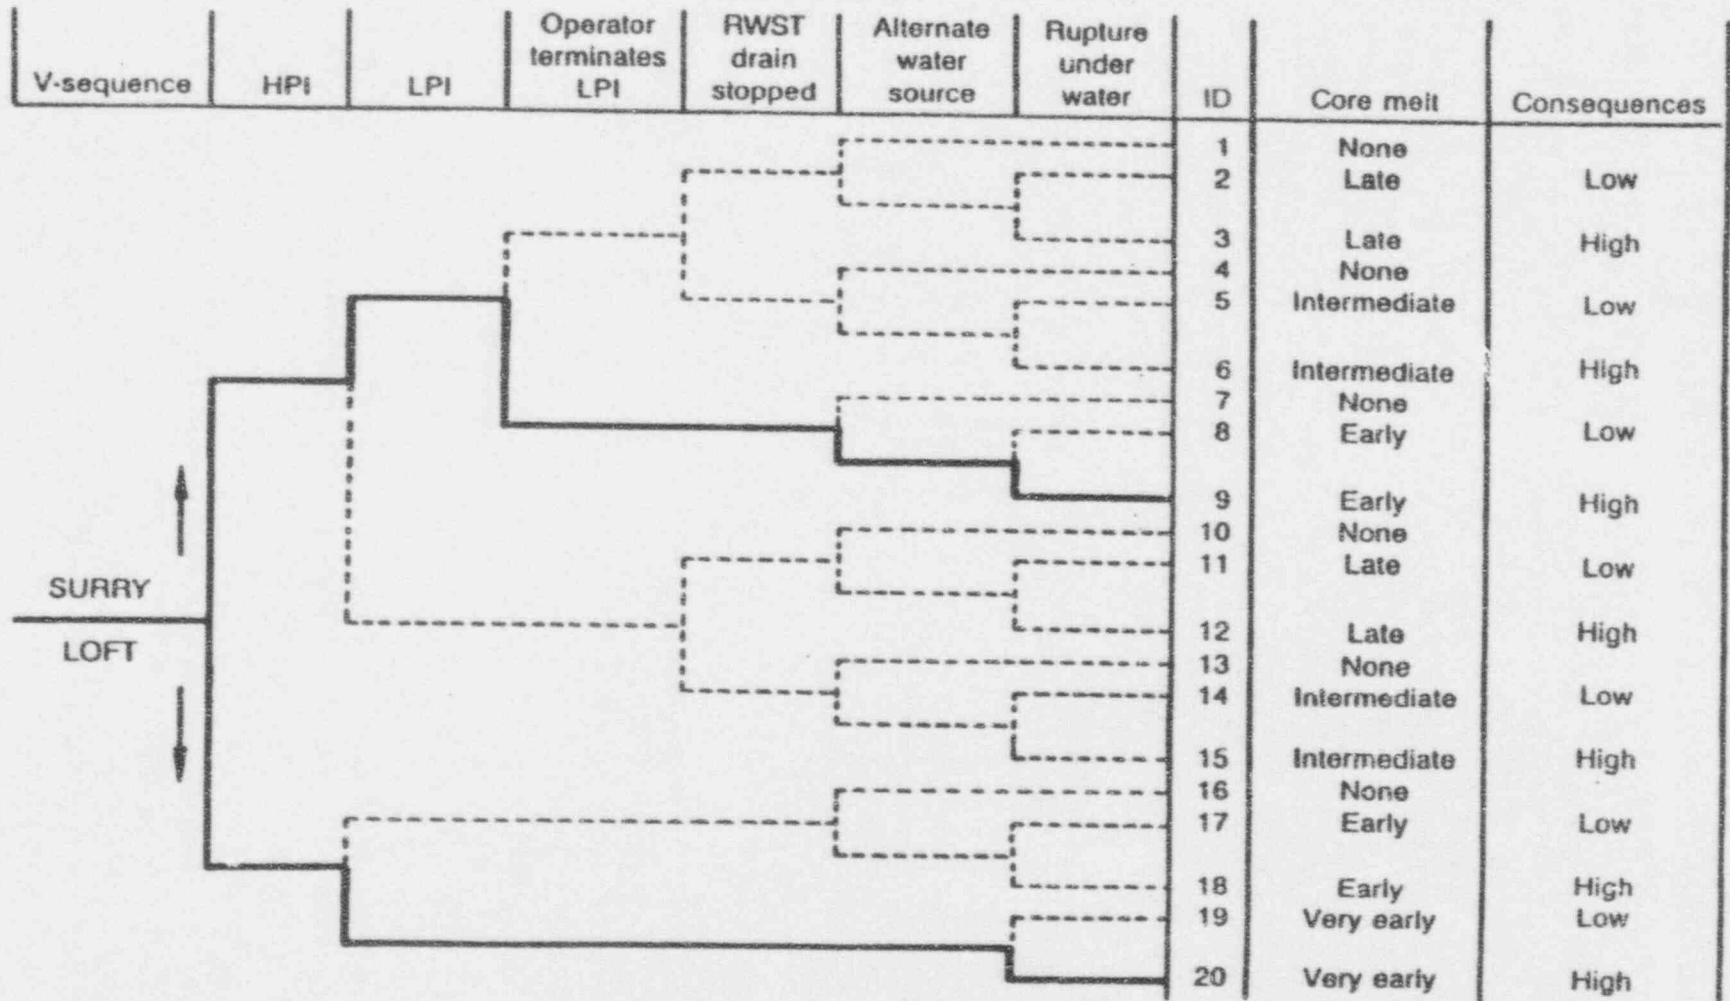 V-sequence
HPI
LPI
Operator
terminates
LPI
RWST
drain
stopped
Alternate
water
source
Rupture
under
water
ID
Core melt
Consequences
1 None
2 Late Low
3 Late High
4 None
5 Intermediate Low
6 Intermediate High
7 None
8 Early Low
9 Early High
10 None
11 Late Low
12 Late High
13 None
14 Intermediate Low
15 Intermediate High
16 None
17 Early Low
18 Early High
19 Very early Low
20 Very early High
SURRY
LOFT